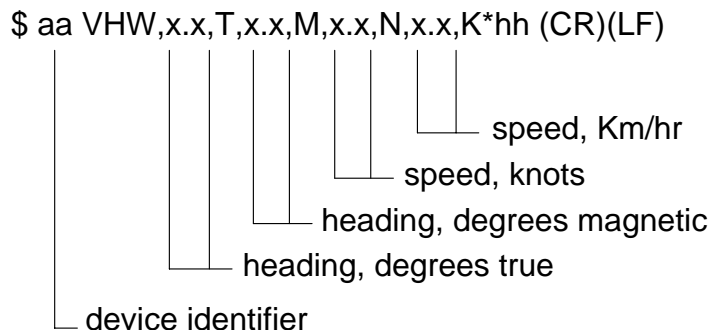 $ aa VHW,x.x,T,x.x,M,x.x,N,x.x,K*hh (CR)(LF)
speed, Km/hr
speed, knots
heading, degrees magnetic
heading, degrees true
device identifier